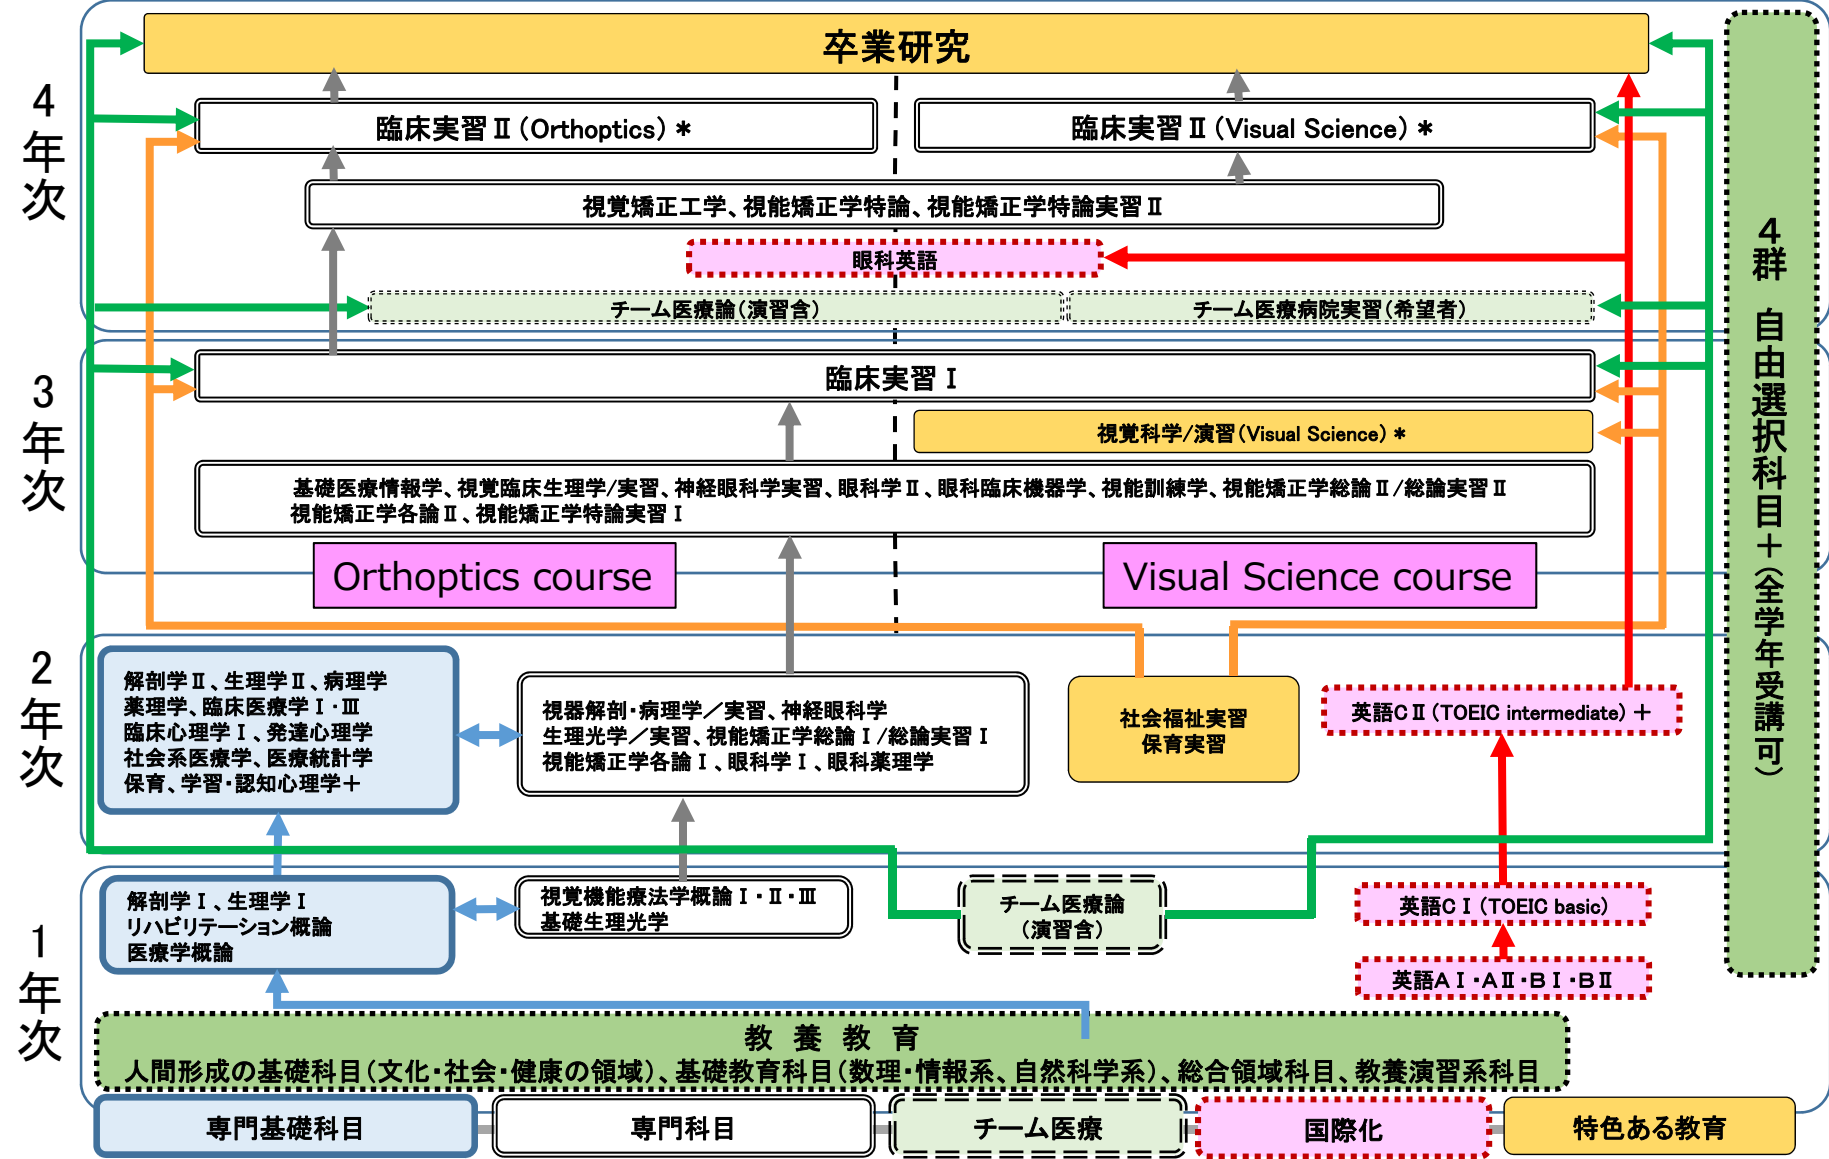 4年次
卒業研究
臨床実習Ⅱ(Orthoptics)*
臨床実習Ⅱ(Visual Science)*
視覚矯正工学、視能矯正学特論、視能矯正学特論実習Ⅱ
眼科英語
チーム医療論(演習含)
チーム医療病院実習(希望者)
3年次
臨床実習Ⅰ
視覚科学/演習(Visual Science)*
基礎医療情報学、視覚臨床生理学/実習、神経眼科学実習、眼科学Ⅱ、眼科臨床機器学、視能訓練学、視能矯正学総論Ⅱ/総論実習Ⅱ
視能矯正学各論Ⅱ、視能矯正学特論実習Ⅰ
Orthoptics course
Visual Science course
2年次
解剖学Ⅱ、生理学Ⅱ、病理学
薬理学、臨床医療学Ⅰ・Ⅲ
臨床心理学Ⅰ、発達心理学
社会系医療学、医療統計学
保育、学習・認知心理学+
視器解剖・病理学/実習、神経眼科学
生理光学/実習、視能矯正学総論Ⅰ/総論実習Ⅰ
視能矯正学各論Ⅰ、眼科学Ⅰ、眼科薬理学
社会福祉実習
保育実習
英語CⅡ(TOEIC intermediate)+
1年次
解剖学Ⅰ、生理学Ⅰ
リハビリテーション概論
医療学概論
視覚機能療法学概論Ⅰ・Ⅱ・Ⅲ
基礎生理光学
チーム医療論
(演習含)
英語CⅠ(TOEIC basic)
英語AⅠ・AⅡ・BⅠ・BⅡ
教養教育
人間形成の基礎科目(文化・社会・健康の領域)、基礎教育科目(数理・情報系、自然科学系)、総合領域科目、教養演習系科目
4群 自由選択科目+(全学年受講可)
専門基礎科目
専門科目
チーム医療
国際化
特色ある教育